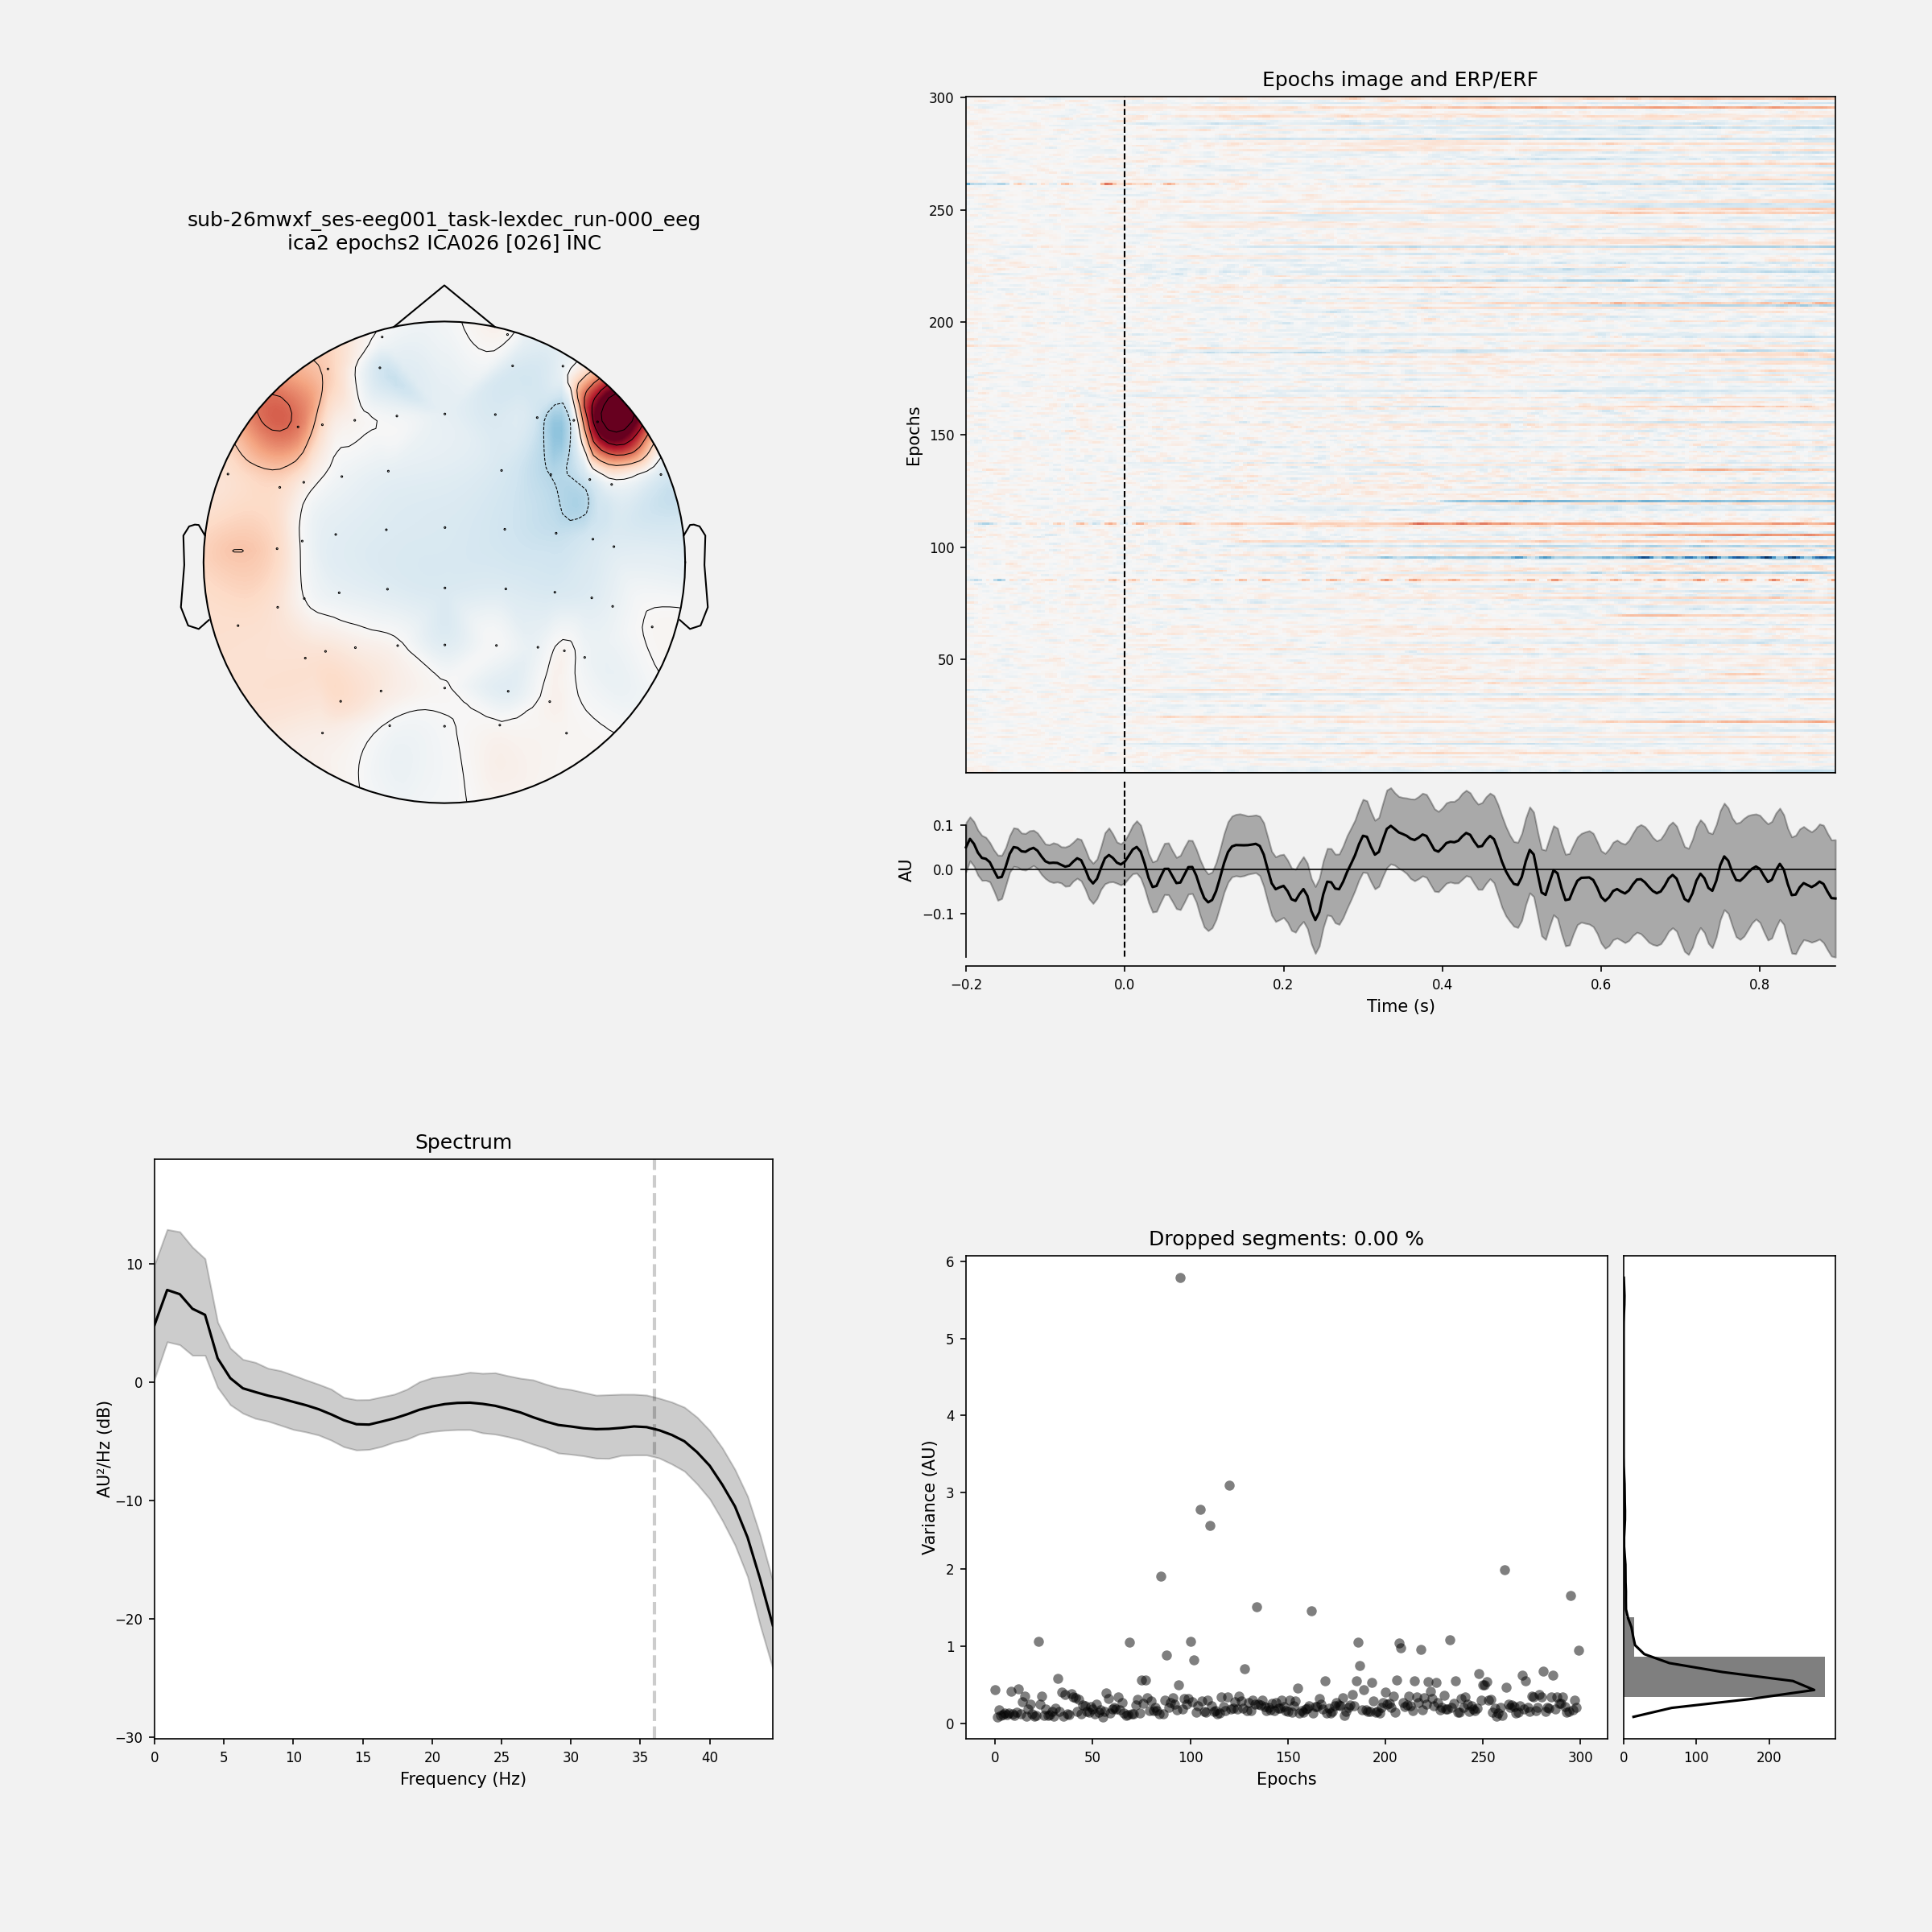 sub-26mwxf_ses-eeg001_task-lexdec_run-000_eeg
ica2 epochs2 ICA026 [026] INC
Epochs image and ERP/ERF
300
250
200
150
100
50
Epochs
0.1
0.0
−0.1
AU
−0.2 0.0 0.2 0.4 0.6 0.8
Time (s)
Spectrum
10
0
−10
−20
−30
AU²/Hz (dB)
0 5 10 15 20 25 30 35 40
Frequency (Hz)
Dropped segments: 0.00 %
6
5
4
3
2
1
0
Variance (AU)
0 50 100 150 200 250 300
Epochs
0 100 200